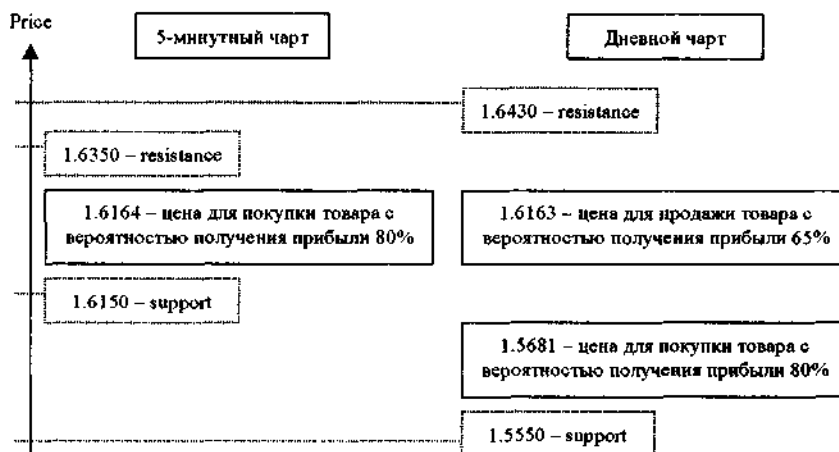 Price
5-минутный чарт
Дневной чарт
1.6430 – resistance
1.6350 – resistance
1.6164 – цена для покупки товара с
вероятностью получения прибыли 80%
1.6163 – цена для продажи товара с
вероятностью получения прибыли 65%
1.6150 – support
1.5681 – цена для покупки товара с
вероятностью получения прибыли 80%
1.5550 – support